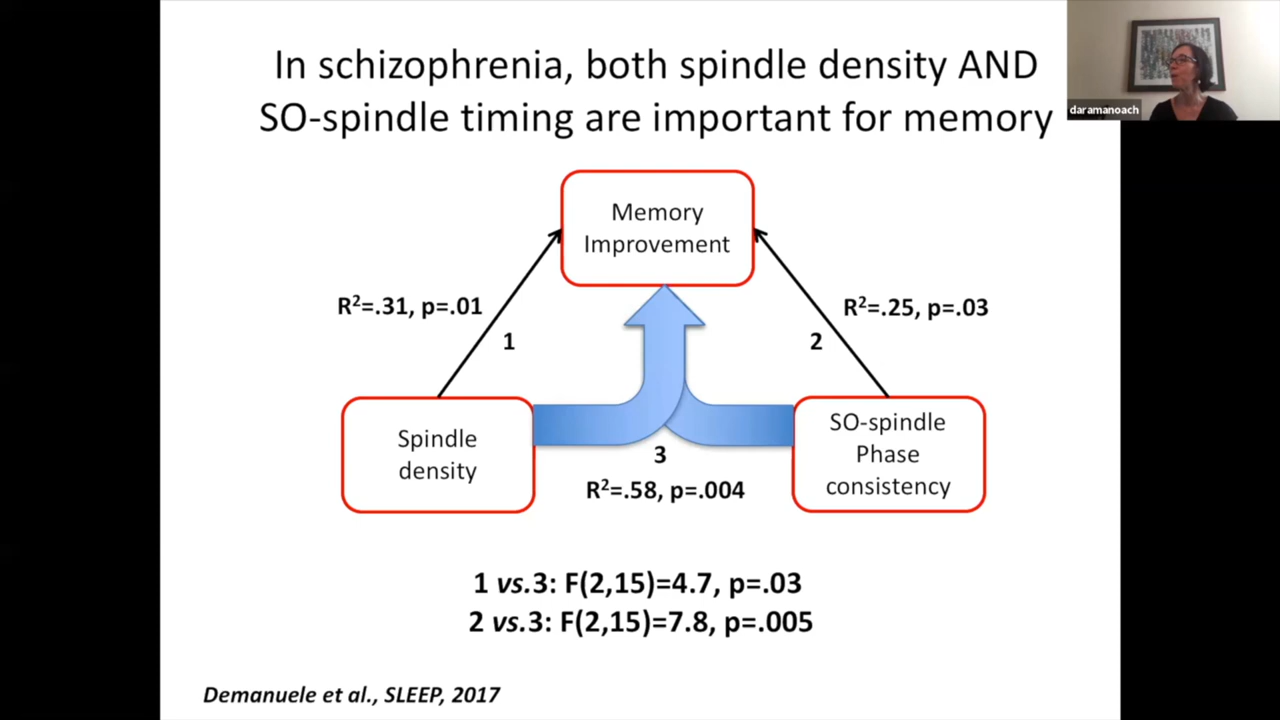 In schizophrenia, both spindle density AND
SO-spindle timing are important for memory
daramanoach
Memory
Improvement
R²=.31, p=.01
R²=.25, p=.03
1
2
Spindle
density
SO-spindle
Phase
consistency
3
R²=.58, p=.004
1 vs.3: F(2,15)=4.7, p=.03
2 vs.3: F(2,15)=7.8, p=.005
Demanuele et al., SLEEP, 2017